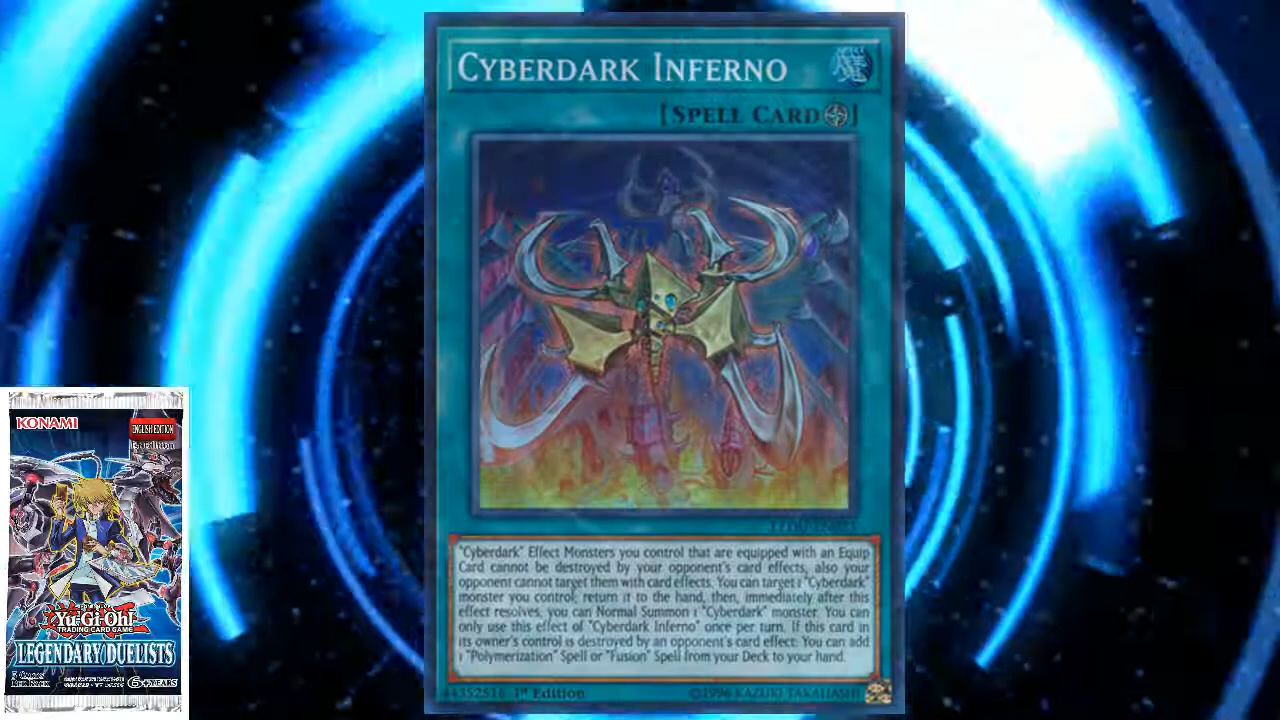 CYBERDARK INFERNO
[SPELL CARD]
"Cyberdark" Effect Monsters you control that are equipped with an Equip
Card cannot be destroyed by your opponent's card effects, also your
opponent cannot target them with card effects. You can target 1 "Cyberdark"
monster you control; return it to the hand, then, immediately after this
effect resolves, you can Normal Summon 1 "Cyberdark" monster. You can
only use this effect of "Cyberdark Inferno" once per turn. If this card in
its owner's control is destroyed by an opponent's card effect: You can add
1 "Polymerization" Spell or "Fusion" Spell from your Deck to your hand.
44352516 1st Edition
©1996 KAZUKI TAKAHASHI
KONAMI
ENGLISH EDITION
Yu-Gi-Oh!
TRADING CARD GAME
LEGENDARY DUELISTS
6+YEARS